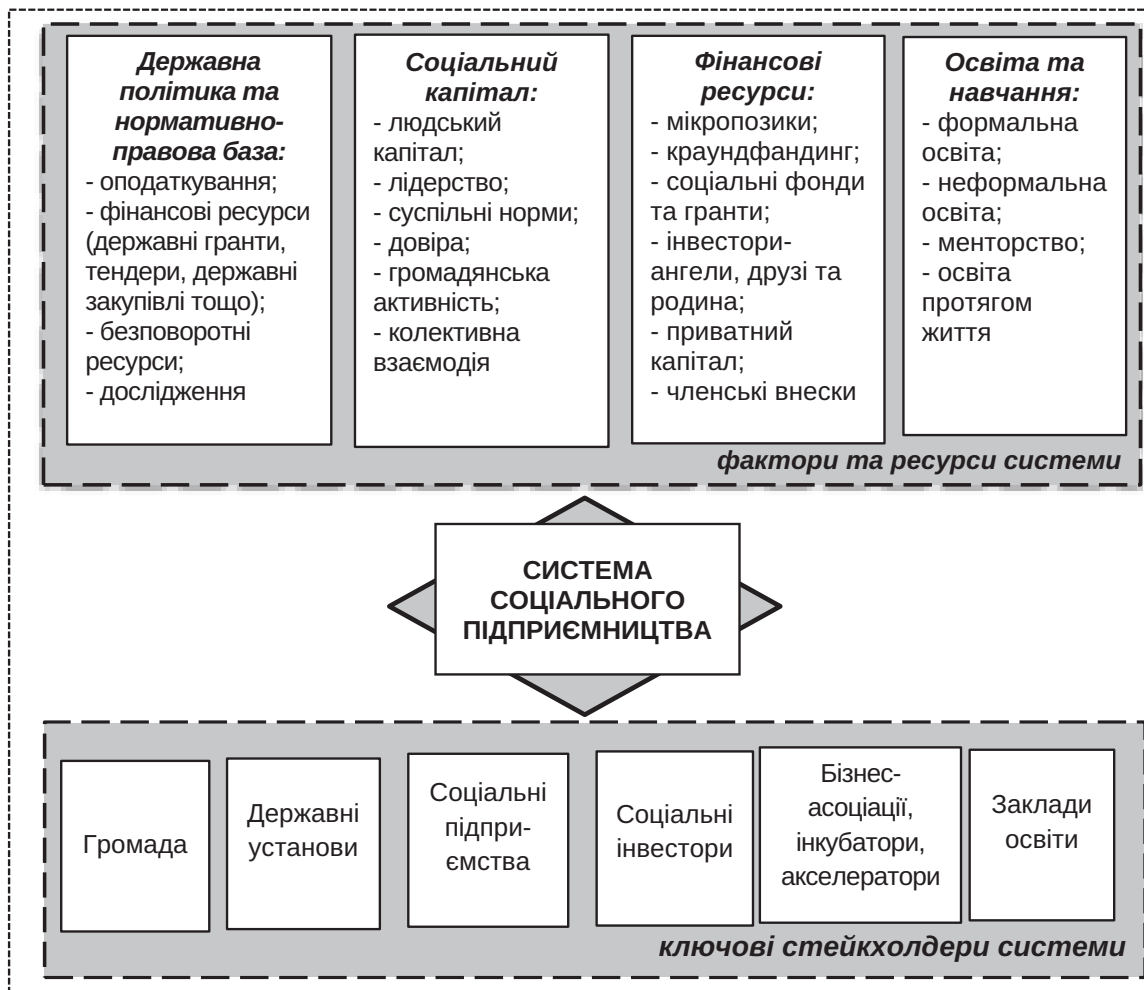 Державна
політика та
нормативно-
правова база:
- оподаткування;
- фінансові ресурси
(державні гранти,
тендери, державні
закупівлі тощо);
- безповоротні
ресурси;
- дослідження
Соціальний
капітал:
- людський
капітал;
- лідерство;
- суспільні норми;
- довіра;
- громадянська
активність;
- колективна
взаємодія
Фінансові
ресурси:
- мікропозики;
- краундфандинг;
- соціальні фонди
та гранти;
- інвестори-
ангели, друзі та
родина;
- приватний
капітал;
- членські внески
Освіта та
навчання:
- формальна
освіта;
- неформальна
освіта;
- менторство;
- освіта
протягом
життя
фактори та ресурси системи
СИСТЕМА
СОЦІАЛЬНОГО
ПІДПРИЄМНИЦТВА
Громада
Державні
установи
Соціальні
підпри-
ємства
Соціальні
інвестори
Бізнес-
асоціації,
інкубатори,
акселератори
Заклади
освіти
ключові стейкхолдери системи